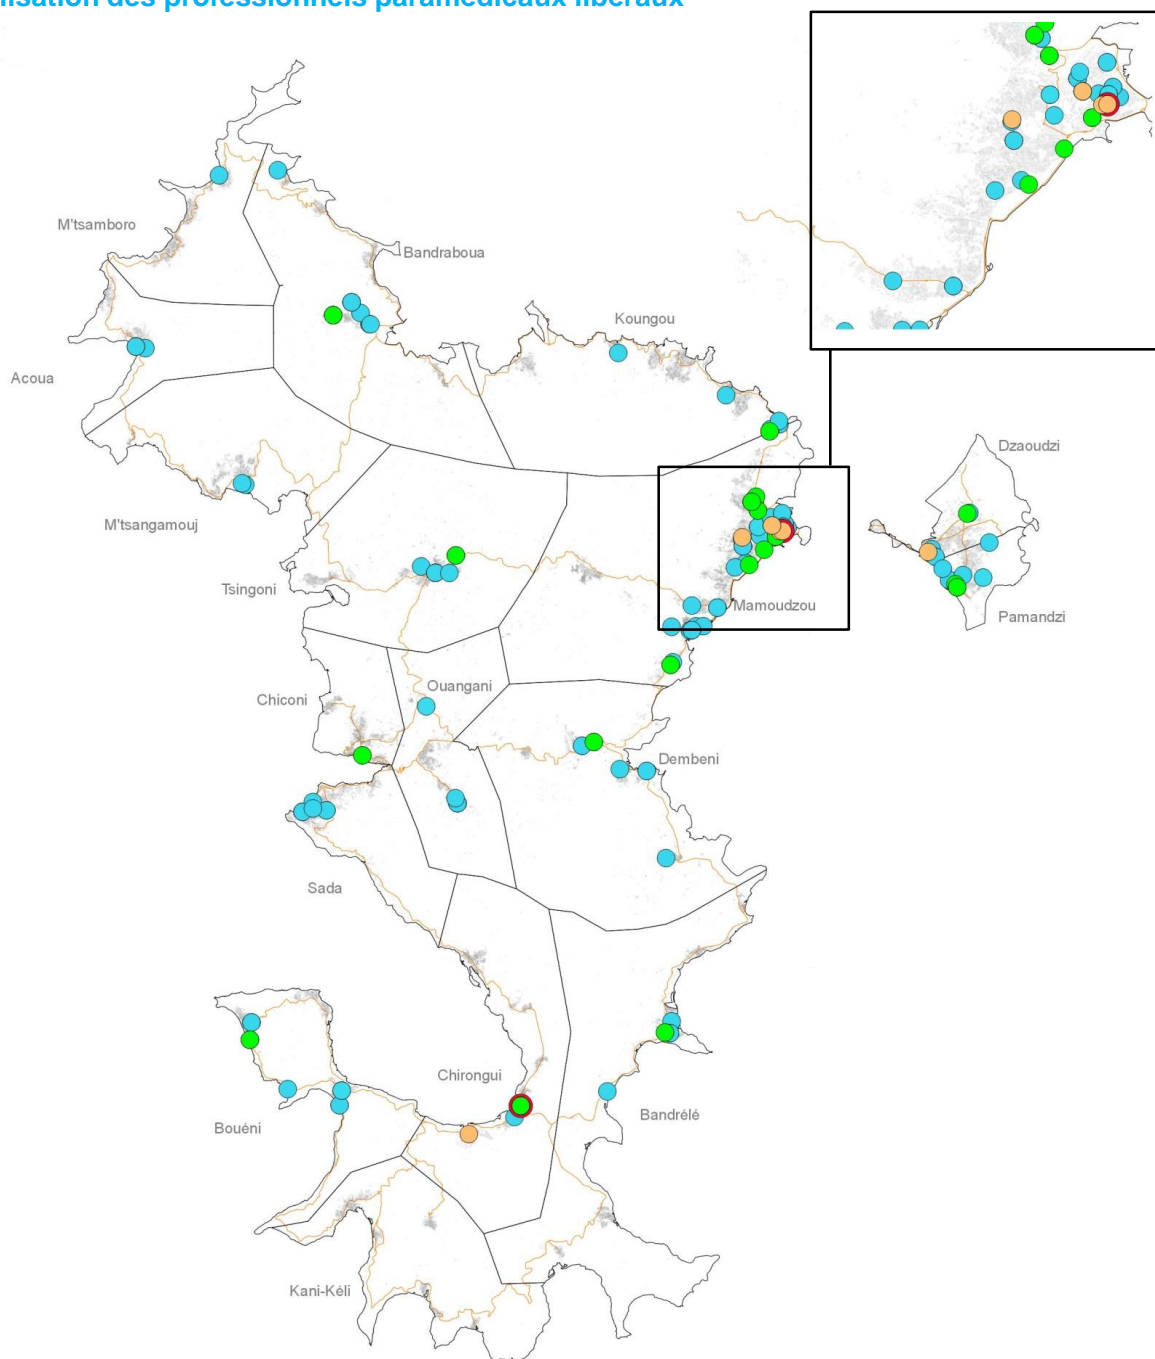 des professionnels paramédicaux libéraux
M'tsamboro
Bandraboua
Koungou
Acoua
Dzaoudzi
M'tsangamouj
Tsingoni
Mamoudzou
Pamandzi
Ouangani
Chiconi
Dembeni
Sada
Chirongui
Bandrélé
Bouéni
Kani-Kéli